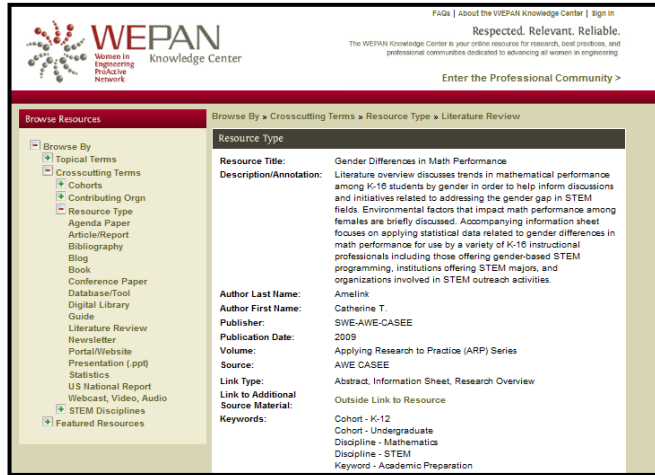 FAQs | About the WEPAN Knowledge Center | Sign In
WEPAN
Knowledge Center
Women in
Engineering
ProActive
Network
Respected. Relevant. Reliable.
The WEPAN Knowledge Center is your online resource for research, best practices, and
professional communities dedicated to advancing all women in engineering.
Enter the Professional Community >
Browse Resources
Browse By
Topical Terms
Crosscutting Terms
Cohorts
Contributing Orgn
Resource Type
Agenda Paper
Article/Report
Bibliography
Blog
Book
Conference Paper
Database/Tool
Digital Library
Guide
Literature Review
Newsletter
Portal/Website
Presentation (.ppt)
Statistics
US National Report
Webcast, Video, Audio
STEM Disciplines
Featured Resources
Browse By » Crosscutting Terms » Resource Type » Literature Review
Resource Type
Resource Title: Gender Differences in Math Performance
Description/Annotation: Literature overview discusses trends in mathematical performance
among K-16 students by gender in order to help inform discussions
and initiatives related to addressing the gender gap in STEM
fields. Environmental factors that impact math performance among
females are briefly discussed. Accompanying information sheet
focuses on applying statistical data related to gender differences in
math performance for use by a variety of K-16 instructional
professionals including those offering gender-based STEM
programming, institutions offering STEM majors, and
organizations involved in STEM outreach activities.
Author Last Name: Amelink
Author First Name: Catherine T.
Publisher: SWE-AWE-CASEE
Publication Date: 2009
Volume: Applying Research to Practice (ARP) Series
Source: AWE CASEE
Link Type: Abstract, Information Sheet, Research Overview
Link to Additional
Source Material: Outside Link to Resource
Keywords: Cohort - K-12
Cohort - Undergraduate
Discipline - Mathematics
Discipline - STEM
Keyword - Academic Preparation